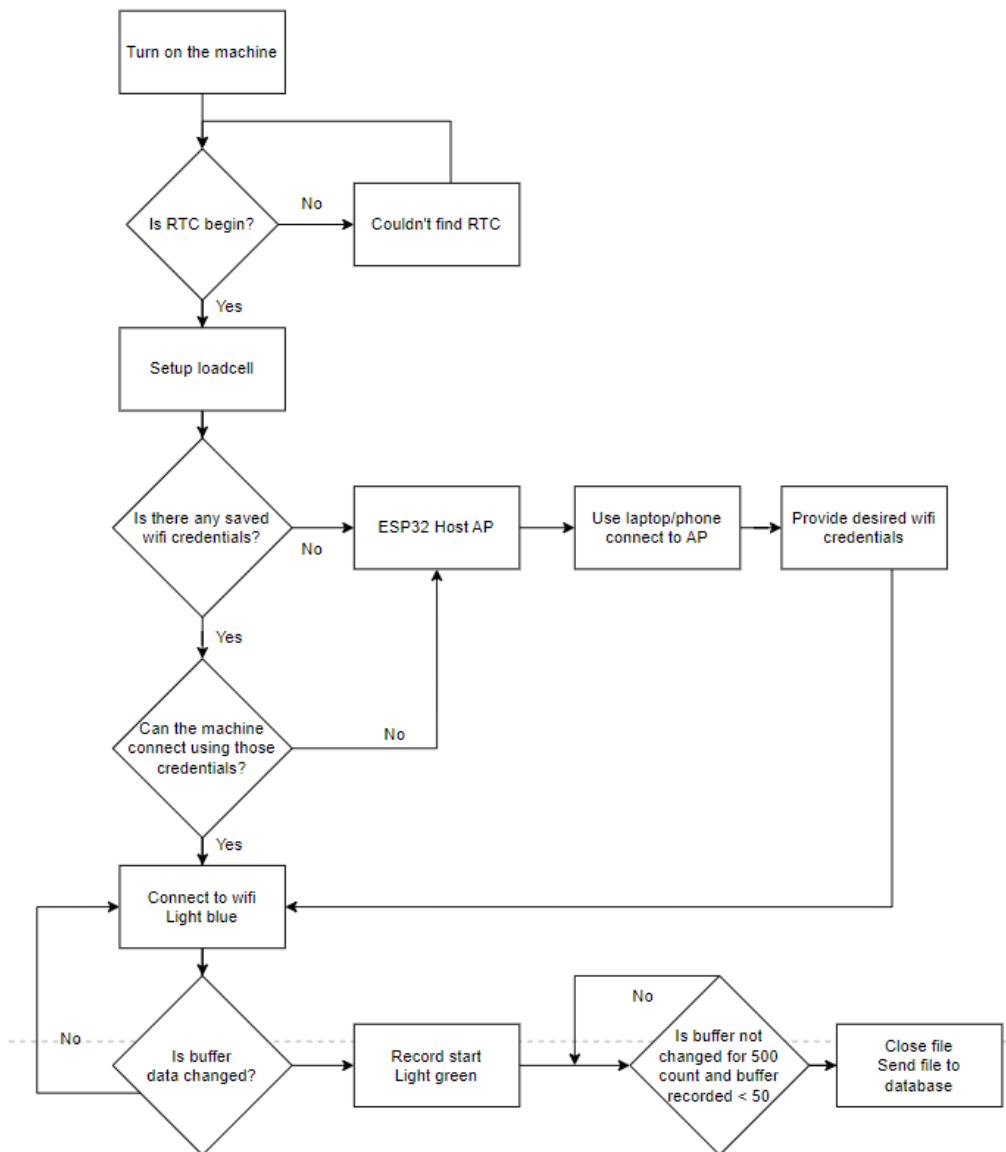 Turn on the machine
Is RTC begin?
No
Couldn't find RTC
Yes
Setup loadcell
Is there any saved
wifi credentials?
No
ESP32 Host AP
Use laptop/phone
connect to AP
Provide desired wifi
credentials
Yes
Can the machine
connect using those
credentials?
No
Yes
Connect to wifi
Light blue
No
Is buffer
data changed?
Record start
Light green
No
Is buffer not
changed for 500
count and buffer
recorded < 50
Close file
Send file to
database